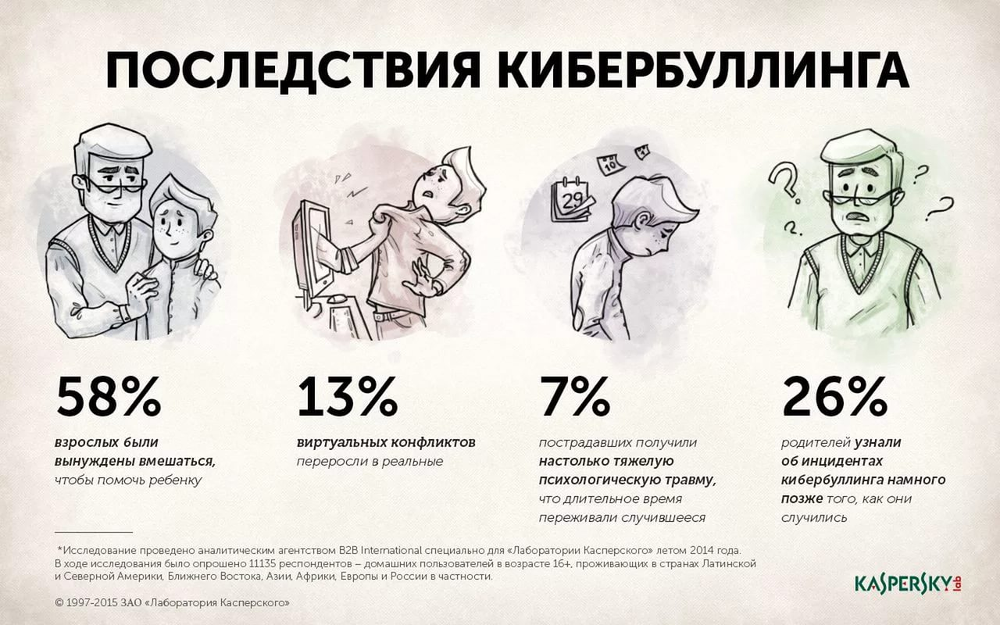 ПОСЛЕДСТВИЯ КИБЕРБУЛЛИНГА
10
1
29
?
?
?
?
58%
взрослых были
вынуждены вмешаться,
чтобы помочь ребенку
13%
виртуальных конфликтов
переросли в реальные
7%
пострадавших получили
настолько тяжелую
психологическую травму,
что длительное время
переживали случившееся
26%
родителей узнали
об инцидентах
кибербуллинга намного
позже того, как они
случились
*Исследование проведено аналитическим агентством B2B International специально для «Лаборатории Касперского» летом 2014 года.
В ходе исследования было опрошено 11135 респондентов – домашних пользователей в возрасте 16+, проживающих в странах Латинской
и Северной Америки, Ближнего Востока, Азии, Африки, Европы и России в частности.
KASPERSKY lab
© 1997-2015 ЗАО «Лаборатория Касперского»